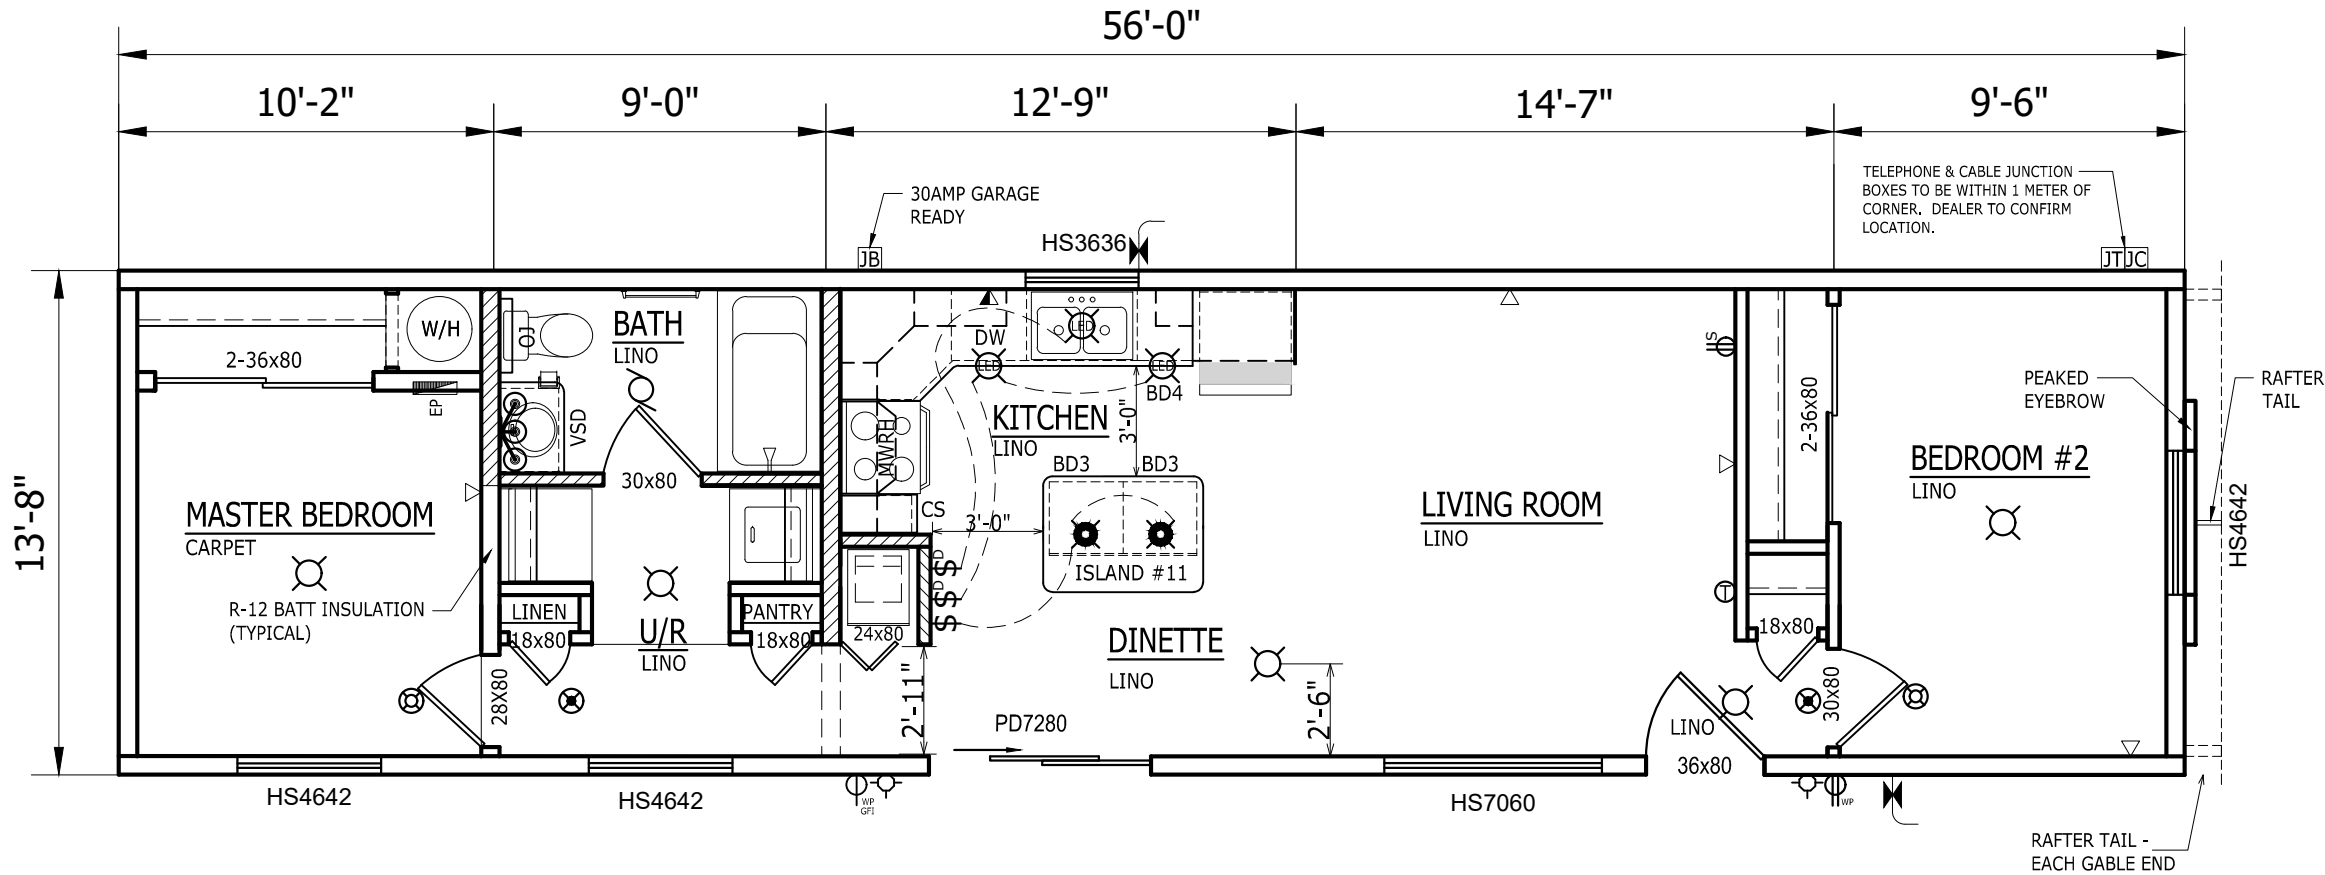 56'-0"
10'-2"
9'-0"
12'-9"
14'-7"
9'-6"
13'-8"
30AMP GARAGE
READY
JB
HS3636
TELEPHONE & CABLE JUNCTION
BOXES TO BE WITHIN 1 METER OF
CORNER. DEALER TO CONFIRM
LOCATION.
JT JC
W/H
2-36x80
EP
MASTER BEDROOM
CARPET
R-12 BATT INSULATION
(TYPICAL)
28X80
HS4642
OJ
BATH
LINO
VSD
30x80
LINEN
18x80
U/R
LINO
PANTRY
18x80
HS4642
DW
LED
LED
LED
BD4
KITCHEN
LINO
MWRH
3'-0"
BD3
BD3
CS
3'-0"
ISLAND #11
D
S
D
S
S
24x80
2'-11"
WP
GFI
PD7280
DINETTE
LINO
2'-6"
LIVING ROOM
LINO
HS7060
S
T
2-36x80
18x80
LINO
36x80
30x80
WP
BEDROOM #2
LINO
PEAKED
EYEBROW
RAFTER
TAIL
HS4642
RAFTER TAIL -
EACH GABLE END